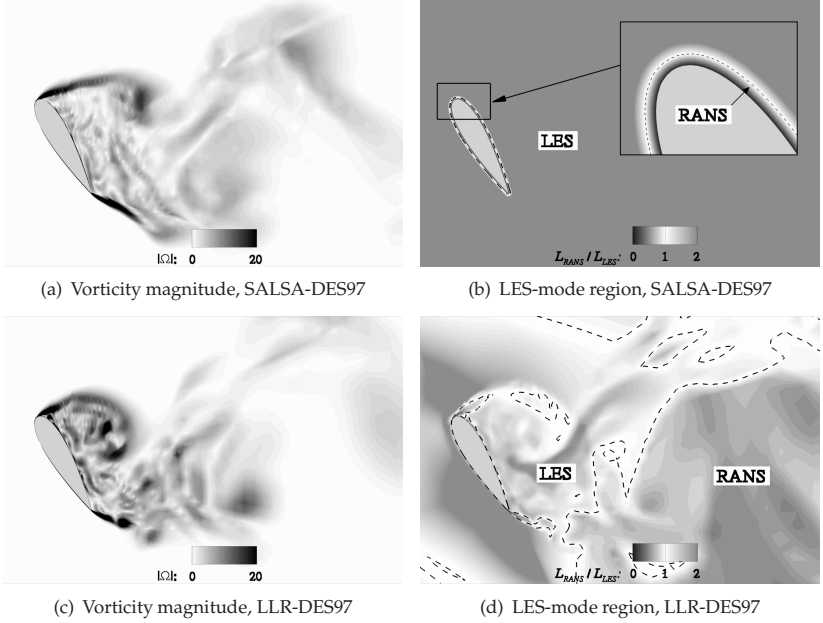 RANS
LES
|Ω|: 0 20
L_RANS / L_LES: 0 1 2
(a) Vorticity magnitude, SALSA-DES97
(b) LES-mode region, SALSA-DES97
LES
RANS
|Ω|: 0 20
L_RANS / L_LES: 0 1 2
(c) Vorticity magnitude, LLR-DES97
(d) LES-mode region, LLR-DES97